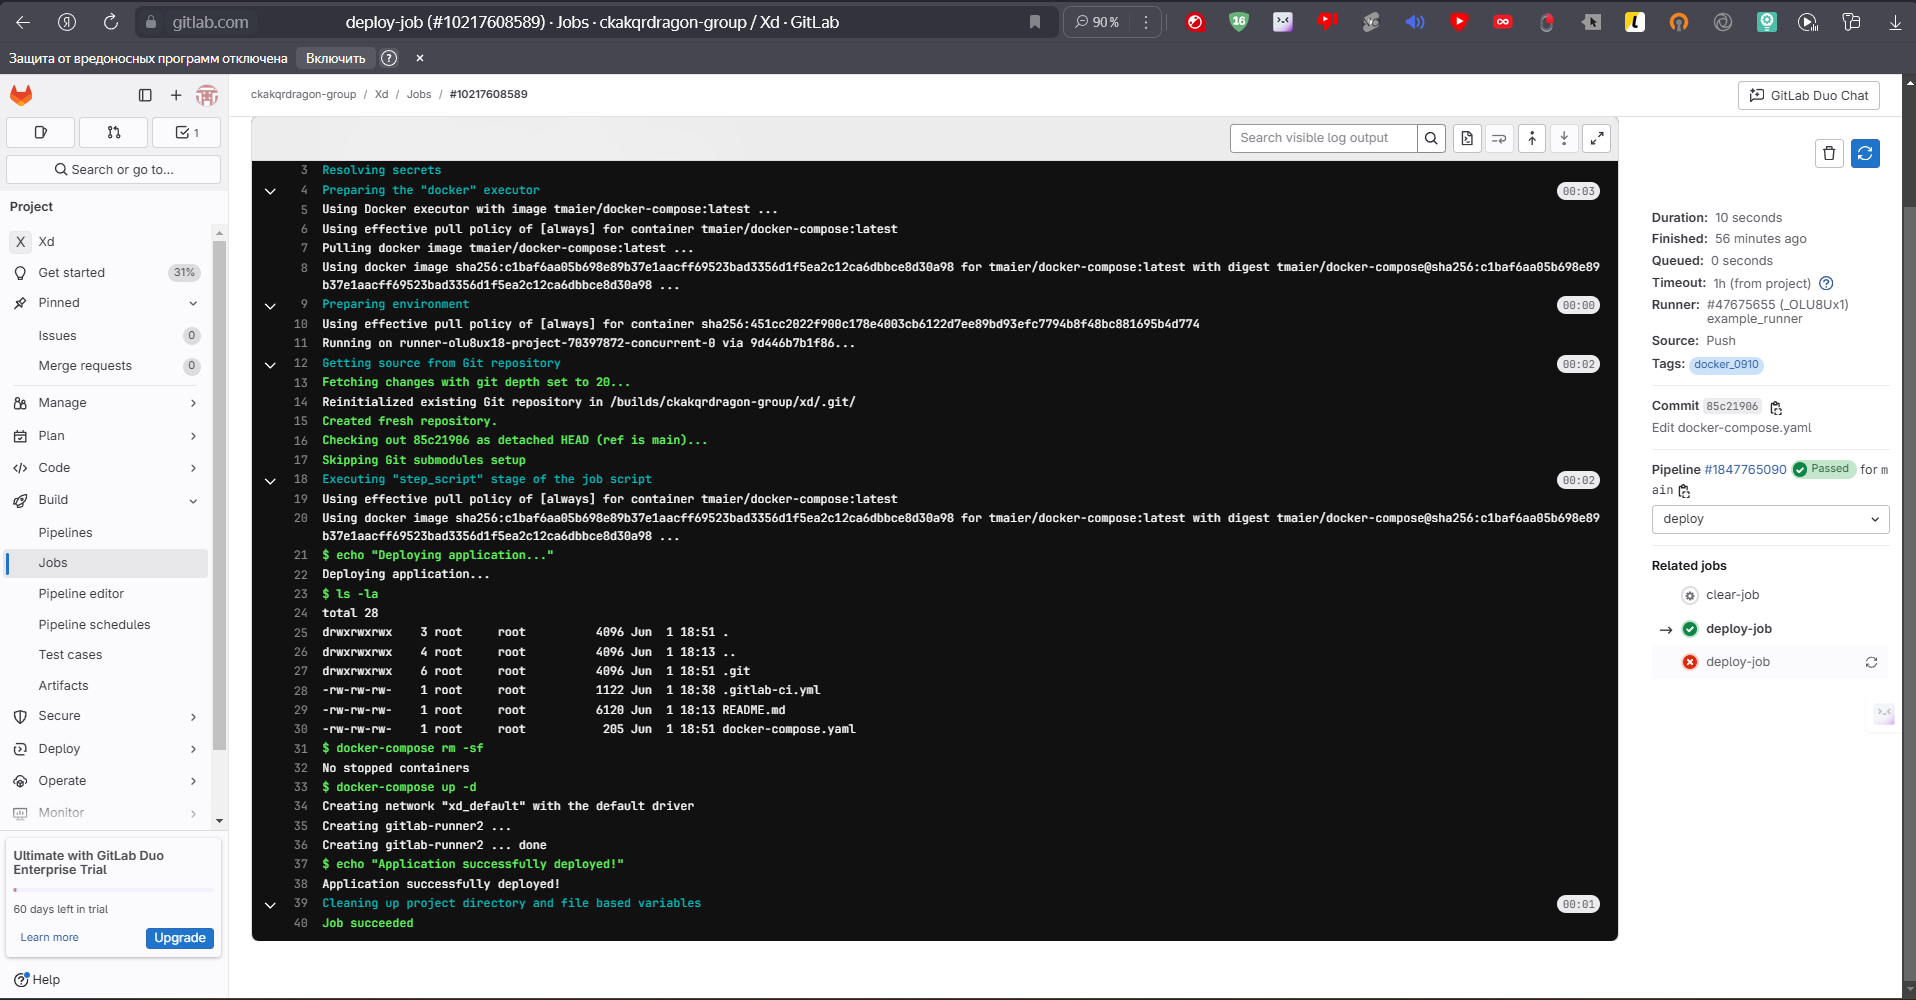 gitlab.com
deploy-job (#10217608589) · Jobs · ckakqrdragon-group / Xd · GitLab
90 %
16
Защита от вредоносных программ отключена
Включить
?
ckakqrdragon-group / Xd / Jobs / #10217608589
GitLab Duo Chat
1
Search or go to...
Project
X Xd
Get started 31%
Pinned
Issues 0
Merge requests 0
Manage
Plan
Code
Build
Pipelines
Jobs
Pipeline editor
Pipeline schedules
Test cases
Artifacts
Secure
Deploy
Operate
Monitor
Ultimate with GitLab Duo
Enterprise Trial
60 days left in trial
Learn more
Upgrade
Help
Search visible log output
3 Resolving secrets
4 Preparing the "docker" executor 00:03
5 Using Docker executor with image tmaier/docker-compose:latest ...
6 Using effective pull policy of [always] for container tmaier/docker-compose:latest
7 Pulling docker image tmaier/docker-compose:latest ...
8 Using docker image sha256:c1baf6aa05b698e89b37e1aacff69523bad3356d1f5ea2c12ca6dbbce8d30a98 for tmaier/docker-compose:latest with digest tmaier/docker-compose@sha256:c1baf6aa05b698e89
b37e1aacff69523bad3356d1f5ea2c12ca6dbbce8d30a98 ...
9 Preparing environment 00:00
10 Using effective pull policy of [always] for container sha256:451cc2022f900c178e4003cb6122d7ee89bd93efc7794b8f48bc881695b4d774
11 Running on runner-olu8ux18-project-70397872-concurrent-0 via 9d446b7b1f86...
12 Getting source from Git repository 00:02
13 Fetching changes with git depth set to 20...
14 Reinitialized existing Git repository in /builds/ckakqrdragon-group/xd/.git/
15 Created fresh repository.
16 Checking out 85c21906 as detached HEAD (ref is main)...
17 Skipping Git submodules setup
18 Executing "step_script" stage of the job script 00:02
19 Using effective pull policy of [always] for container tmaier/docker-compose:latest
20 Using docker image sha256:c1baf6aa05b698e89b37e1aacff69523bad3356d1f5ea2c12ca6dbbce8d30a98 for tmaier/docker-compose:latest with digest tmaier/docker-compose@sha256:c1baf6aa05b698e89
b37e1aacff69523bad3356d1f5ea2c12ca6dbbce8d30a98 ...
21 $ echo "Deploying application..."
22 Deploying application...
23 $ ls -la
24 total 28
25 drwxrwxrwx 3 root root 4096 Jun 1 18:51 .
26 drwxrwxrwx 4 root root 4096 Jun 1 18:13 ..
27 drwxrwxrwx 6 root root 4096 Jun 1 18:51 .git
28 -rw-rw-rw- 1 root root 1122 Jun 1 18:38 .gitlab-ci.yml
29 -rw-rw-rw- 1 root root 6120 Jun 1 18:13 README.md
30 -rw-rw-rw- 1 root root 205 Jun 1 18:51 docker-compose.yaml
31 $ docker-compose rm -sf
32 No stopped containers
33 $ docker-compose up -d
34 Creating network "xd_default" with the default driver
35 Creating gitlab-runner2 ...
36 Creating gitlab-runner2 ... done
37 $ echo "Application successfully deployed!"
38 Application successfully deployed!
39 Cleaning up project directory and file based variables 00:01
40 Job succeeded
Duration: 10 seconds
Finished: 56 minutes ago
Queued: 0 seconds
Timeout: 1h (from project)
Runner: #47675655 (_OLU8Ux1)
example_runner
Source: Push
Tags: docker_0910
Commit 85c21906
Edit docker-compose.yaml
Pipeline #1847765090 Passed for m
ain
deploy
Related jobs
clear-job
deploy-job
deploy-job